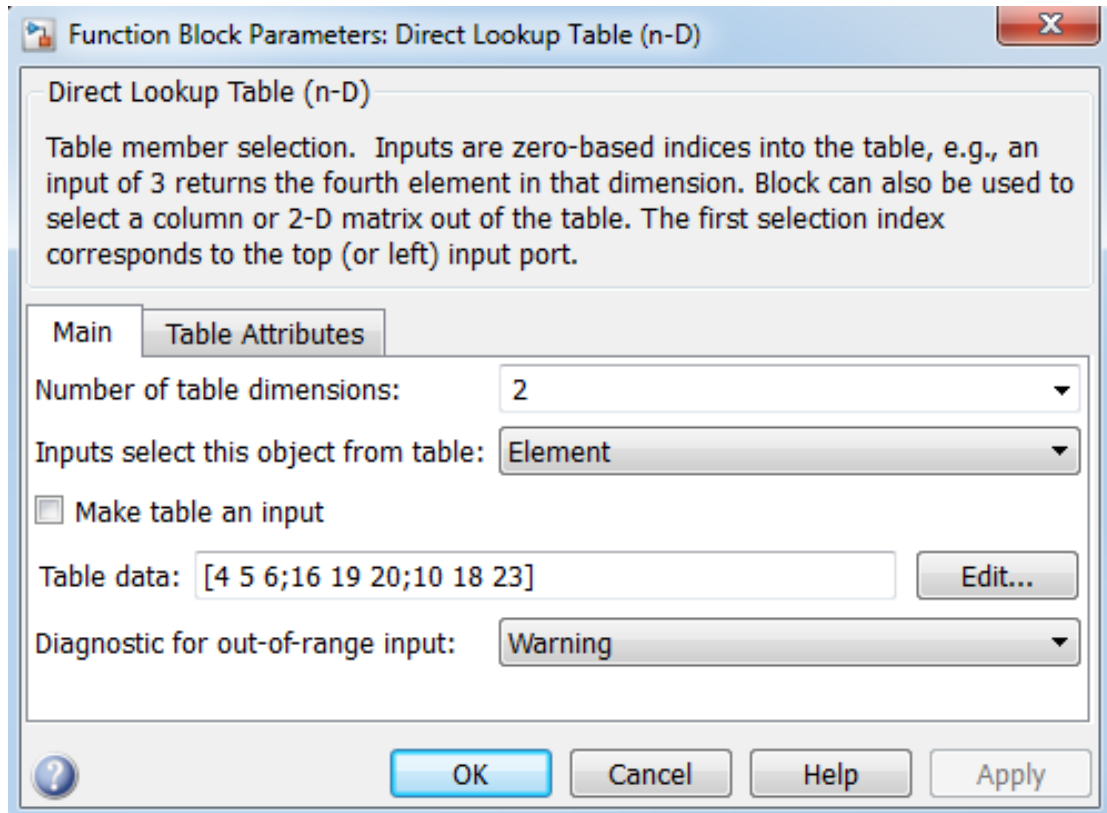 Function Block Parameters: Direct Lookup Table (n-D)
Direct Lookup Table (n-D)
Table member selection.  Inputs are zero-based indices into the table, e.g., an
input of 3 returns the fourth element in that dimension. Block can also be used to
select a column or 2-D matrix out of the table. The first selection index
corresponds to the top (or left) input port.
Main Table Attributes
Number of table dimensions: 2
Inputs select this object from table: Element
Make table an input
Table data: [4 5 6;16 19 20;10 18 23] Edit...
Diagnostic for out-of-range input: Warning
? OK Cancel Help Apply